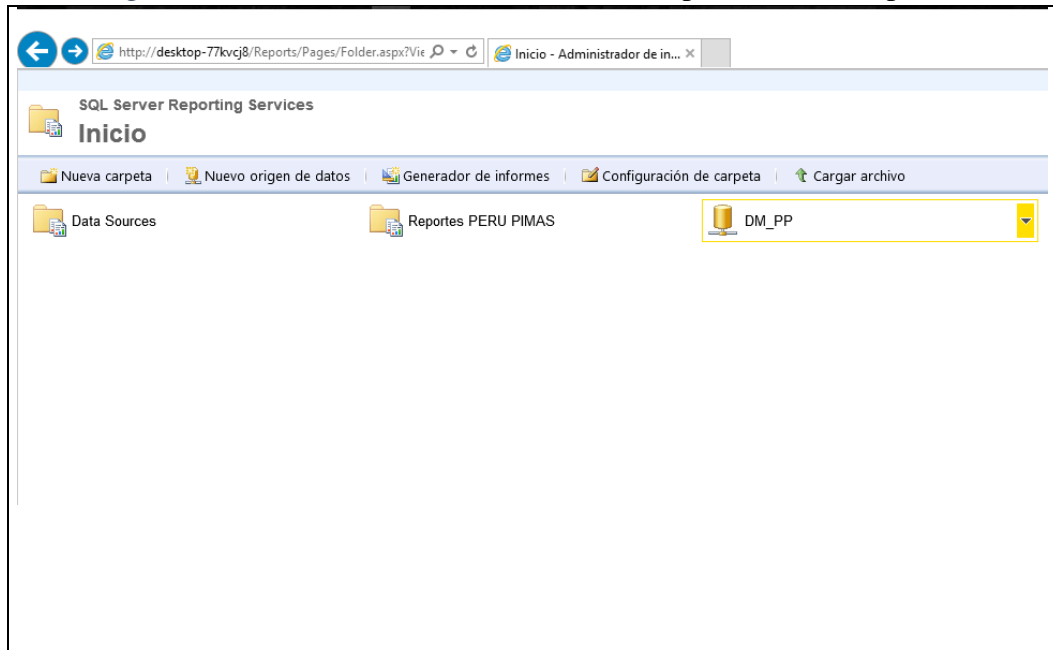 http://desktop-77kvcj8/Reports/Pages/Folder.aspx?Vie
Inicio - Administrador de in...
SQL Server Reporting Services
Inicio
Nueva carpeta Nuevo origen de datos Generador de informes Configuración de carpeta Cargar archivo
Data Sources Reportes PERU PIMAS DM_PP